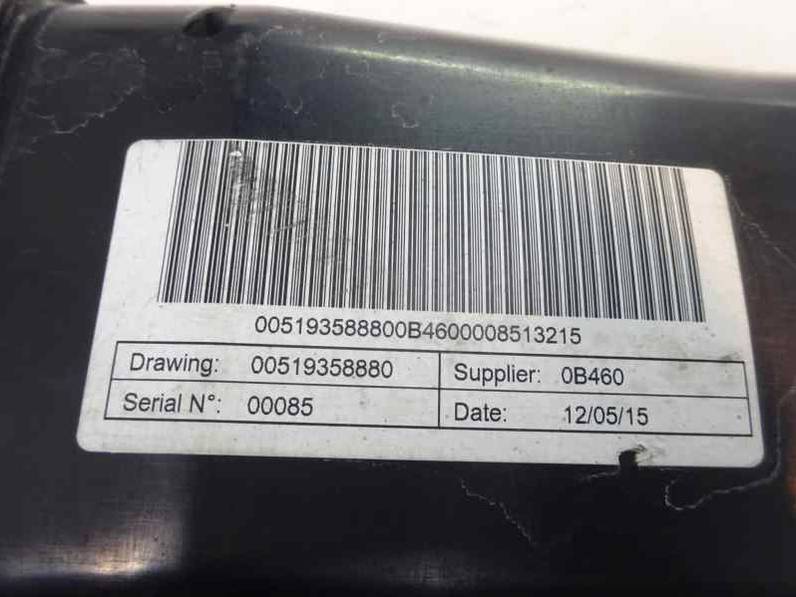 005193588800B4600008513215
Drawing: 00519358880 Supplier: 0B460
Serial N°: 00085 Date: 12/05/15